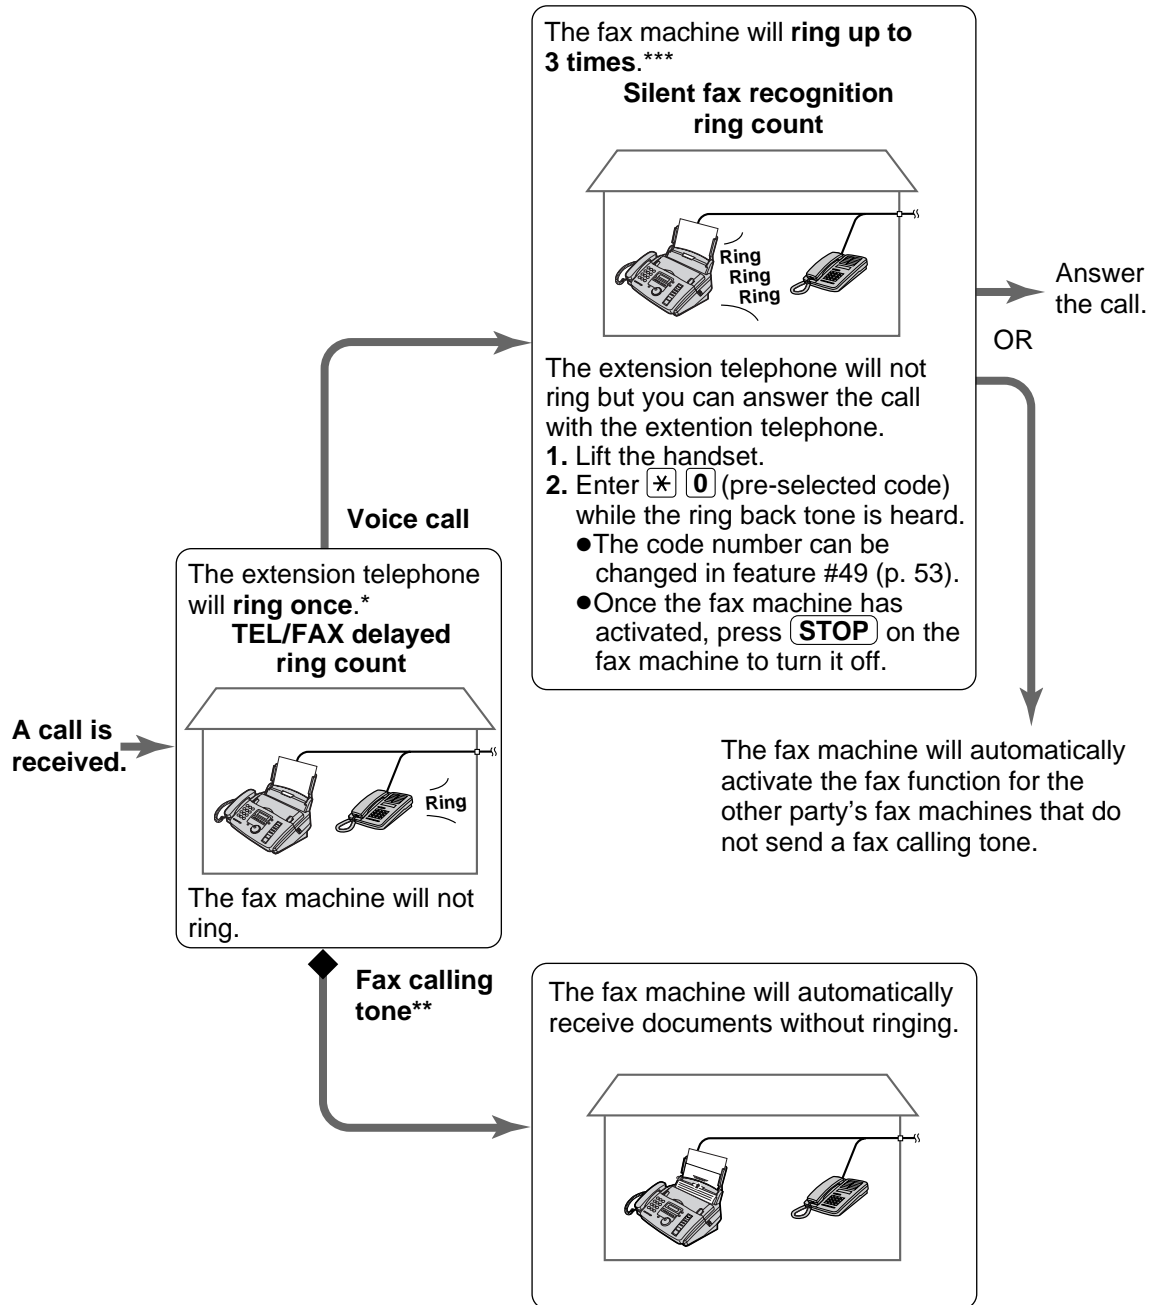 The fax machine will ring up to
3 times.***
Silent fax recognition
ring count
Ring
Ring
Ring
The extension telephone will not
ring but you can answer the call
with the extention telephone.
1. Lift the handset.
2. Enter * 0 (pre-selected code)
while the ring back tone is heard.
●The code number can be
changed in feature #49 (p. 53).
●Once the fax machine has
activated, press STOP on the
fax machine to turn it off.
Answer
the call.
OR
The fax machine will automatically
activate the fax function for the
other party's fax machines that do
not send a fax calling tone.
Voice call
A call is
received.
The extension telephone
will ring once.*
TEL/FAX delayed
ring count
Ring
The fax machine will not
ring.
Fax calling
tone**
The fax machine will automatically
receive documents without ringing.